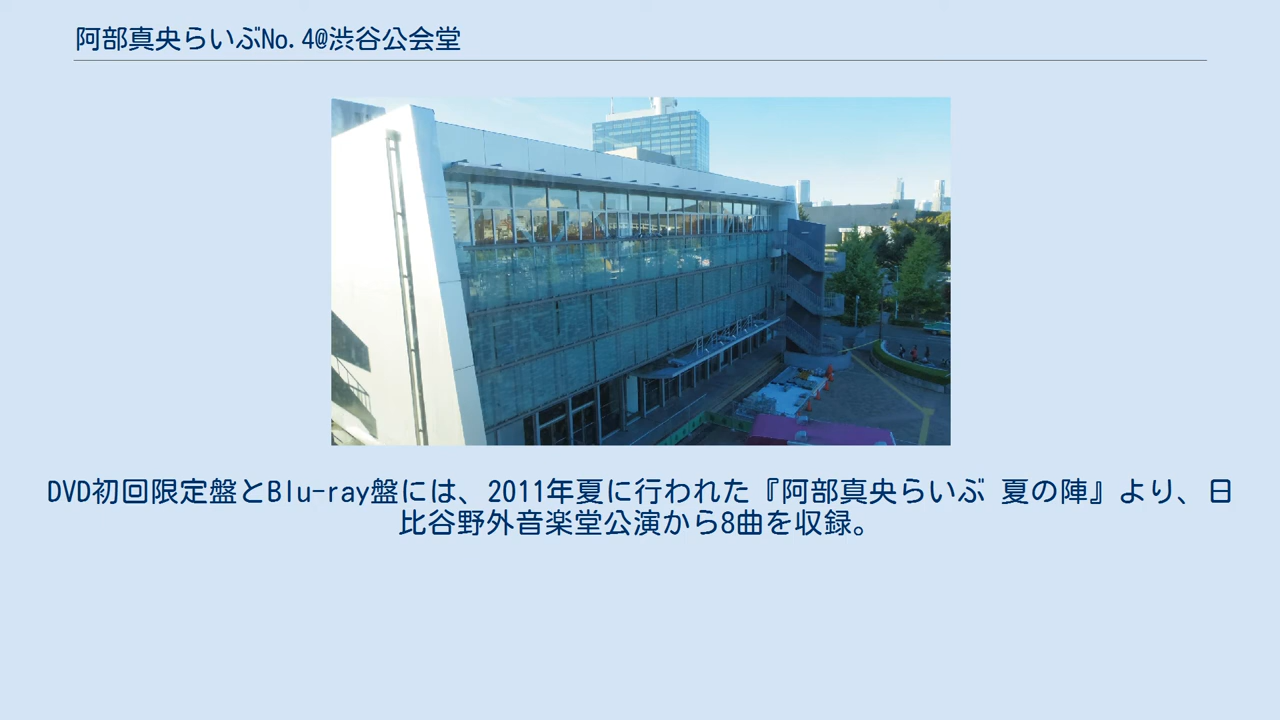 阿部真央らいぶNo.4@渋谷公会堂
DVD初回限定盤とBlu-ray盤には、2011年夏に行われた『阿部真央らいぶ 夏の陣』より、日
比谷野外音楽堂公演から8曲を収録。